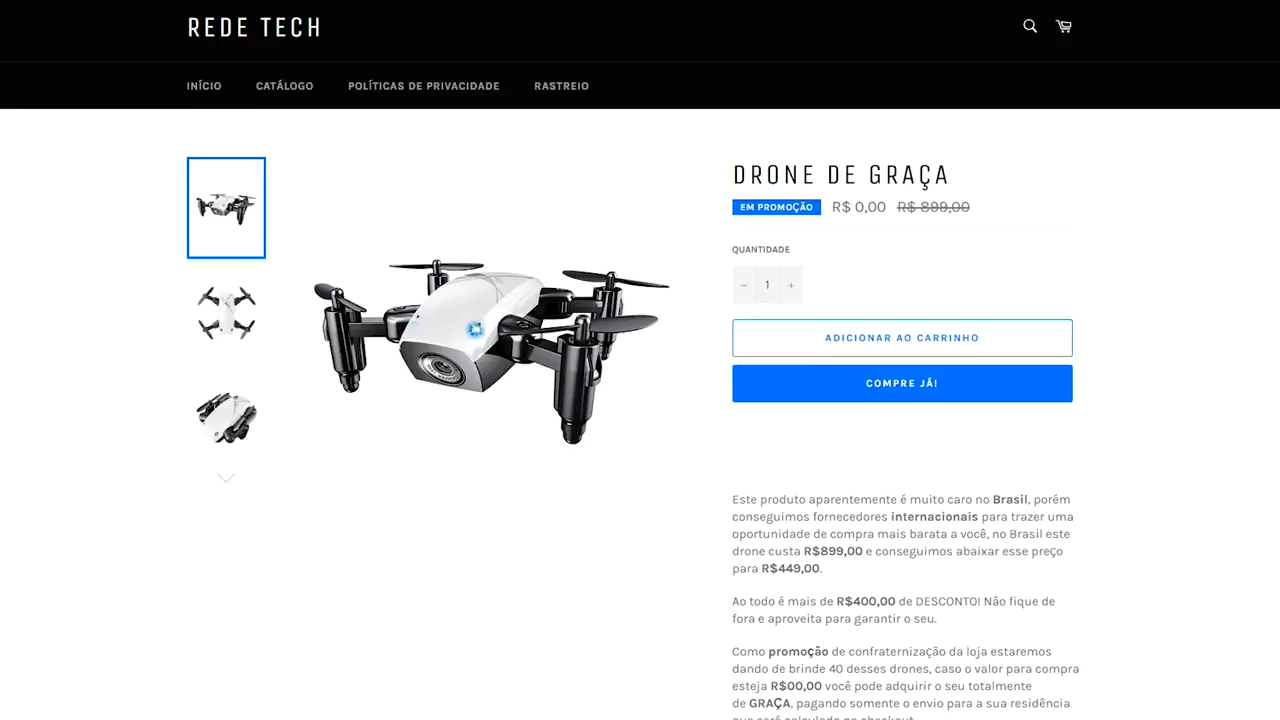 REDE TECH
INÍCIO CATÁLOGO POLÍTICAS DE PRIVACIDADE RASTREIO
DRONE DE GRAÇA
EM PROMOÇÃO R$ 0,00 R$ 899,00
QUANTIDADE
− 1 +
ADICIONAR AO CARRINHO
COMPRE JÁ!
Este produto aparentemente é muito caro no Brasil, porém
conseguimos fornecedores internacionais para trazer uma
oportunidade de compra mais barata a você, no Brasil este
drone custa R$899,00 e conseguimos abaixar esse preço
para R$449,00.
Ao todo é mais de R$400,00 de DESCONTO! Não fique de
fora e aproveita para garantir o seu.
Como promoção de confraternização da loja estaremos
dando de brinde 40 desses drones, caso o valor para compra
esteja R$00,00 você pode adquirir o seu totalmente
de GRAÇA, pagando somente o envio para a sua residência
que será calculado no checkout.